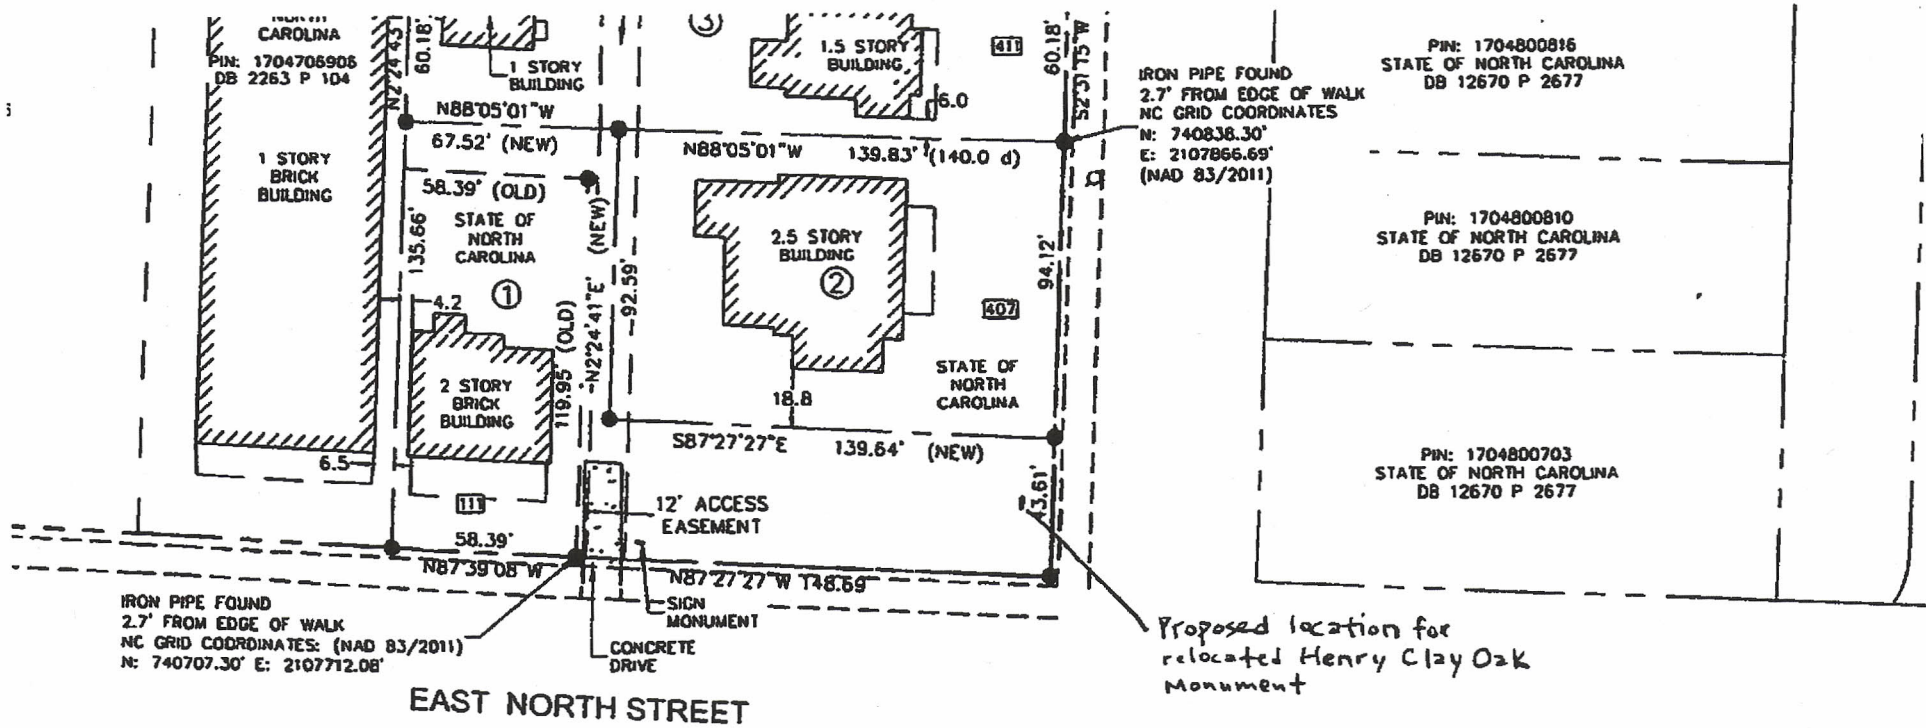 NORTH
CAROLINA
PIN: 1704706906
DB 2263 P 104
1 STORY
BRICK
BUILDING
N2 24 43
60.18'
1 STORY
BUILDING
N88°05'01"W
67.52' (NEW)
58.39' (OLD)
STATE OF
NORTH
CAROLINA
135.66'
1
4.2
2 STORY
BRICK
BUILDING
119.95' (OLD)
N2°24'41"E' (NEW)
92.59'
6.5
111
58.39'
N87 39 08 W
3
1.5 STORY
BUILDING
411
6.0
60.18'
S2°31'15"W
N88°05'01"W
139.83' (140.0 d)
2.5 STORY
BUILDING
2
407
94.12'
STATE OF
NORTH
CAROLINA
18.8
S87°27'27"E
139.64' (NEW)
43.61'
12' ACCESS
EASEMENT
N87 27'27"W 148.69
SIGN
MONUMENT
CONCRETE
DRIVE
IRON PIPE FOUND
2.7' FROM EDGE OF WALK
NC GRID COORDINATES: (NAD 83/2011)
N: 740707.30' E: 2107712.08'
EAST NORTH STREET
IRON PIPE FOUND
2.7' FROM EDGE OF WALK
NC GRID COORDINATES
N: 740838.30'
E: 2107866.69'
(NAD 83/2011)
PIN: 1704800816
STATE OF NORTH CAROLINA
DB 12670 P 2677
PIN: 1704800810
STATE OF NORTH CAROLINA
DB 12670 P 2677
PIN: 1704800703
STATE OF NORTH CAROLINA
DB 12670 P 2677
Proposed location for
relocated Henry Clay Oak
Monument